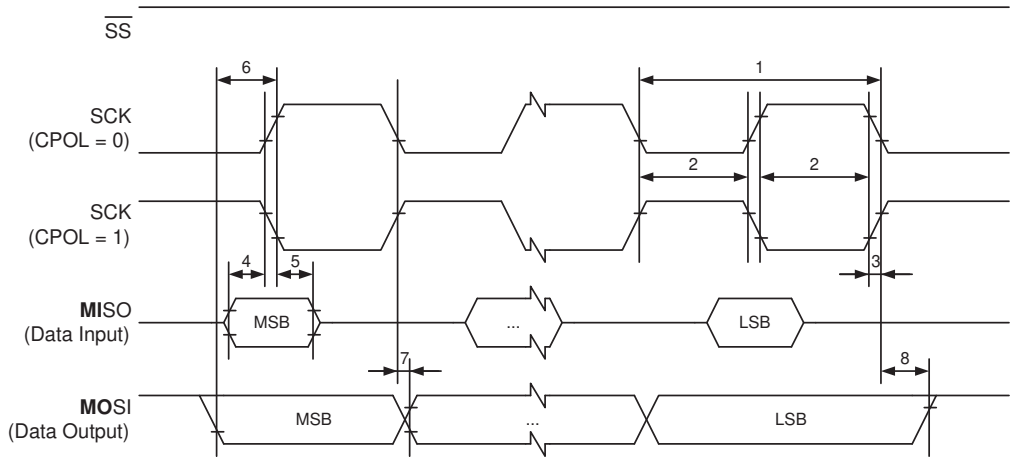 SS
6
1
SCK
(CPOL = 0)
2
2
SCK
(CPOL = 1)
4
5
3
MISO
(Data Input)
MSB
...
LSB
7
8
MOSI
(Data Output)
MSB
...
LSB